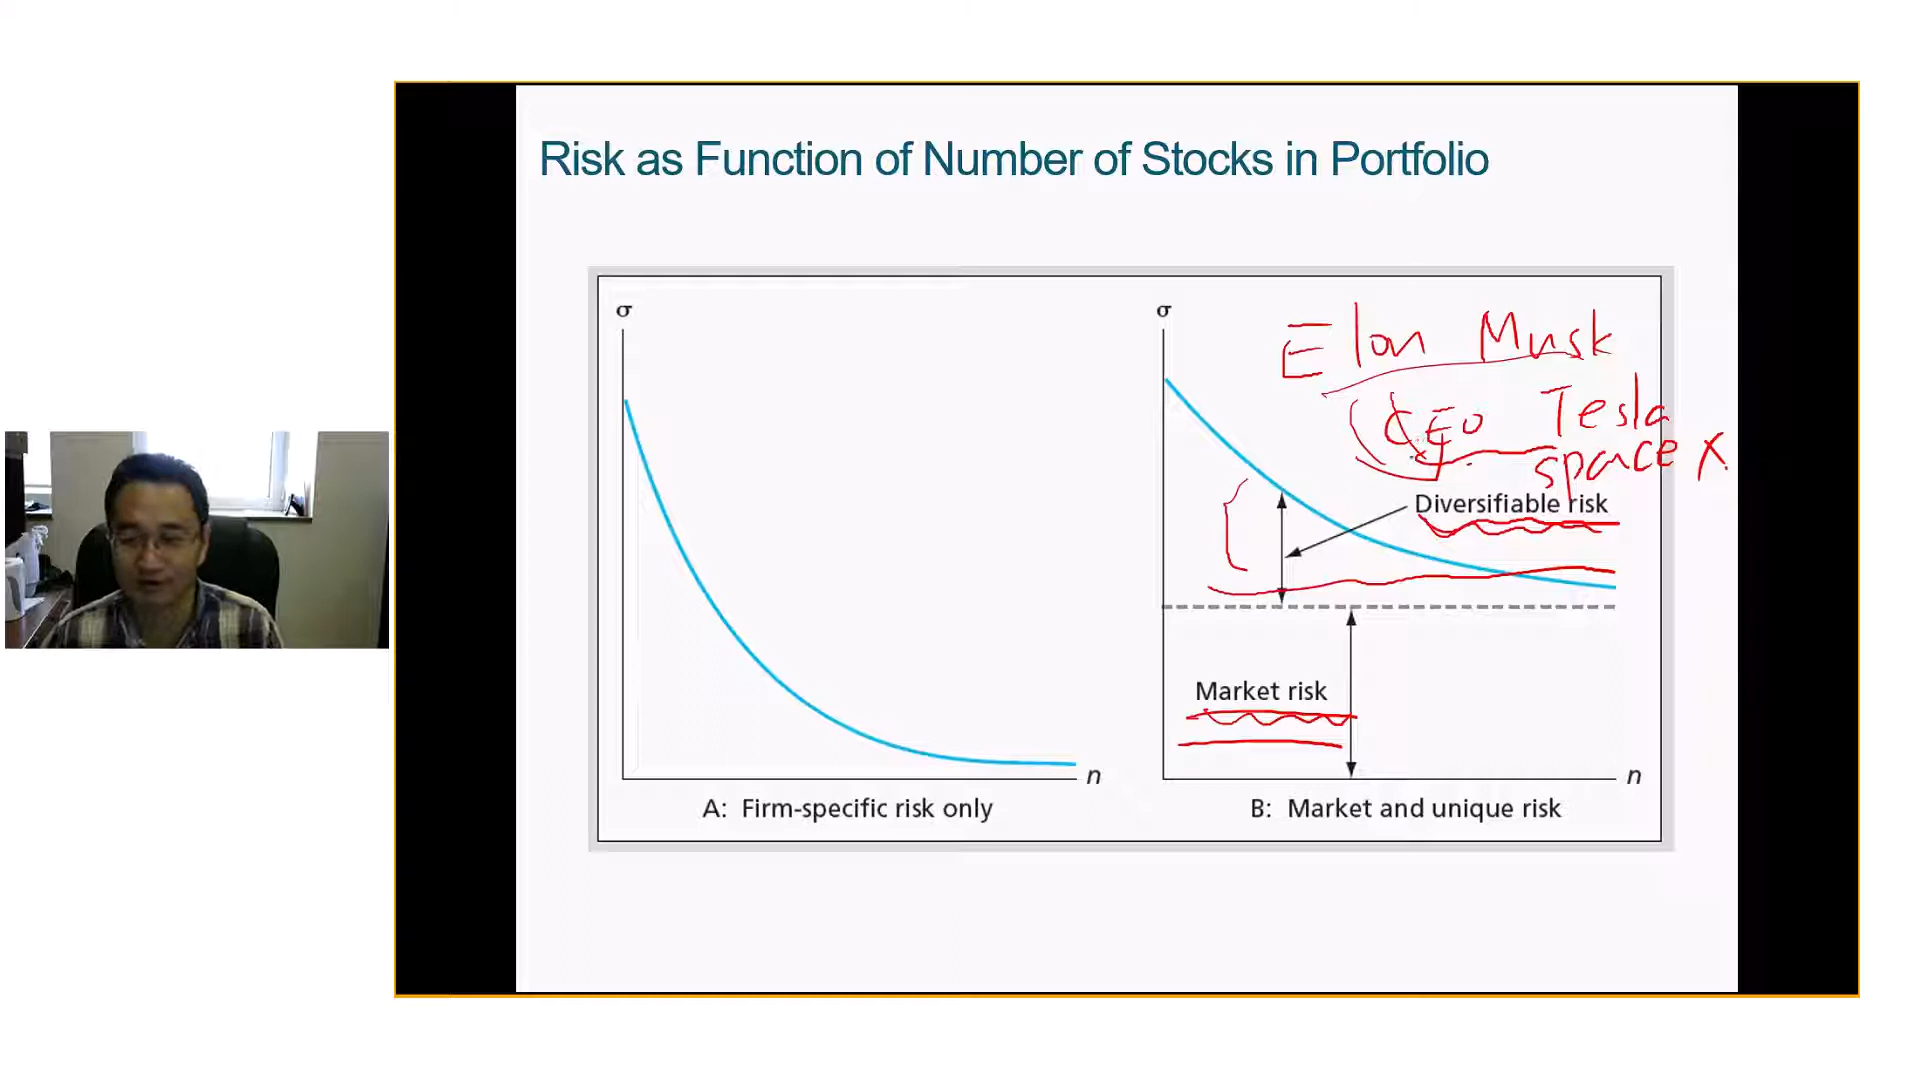 Risk as Function of Number of Stocks in Portfolio
σ
n
A: Firm-specific risk only
σ
Elon Musk
CEO Tesla
space X
Diversifiable risk
Market risk
n
B: Market and unique risk